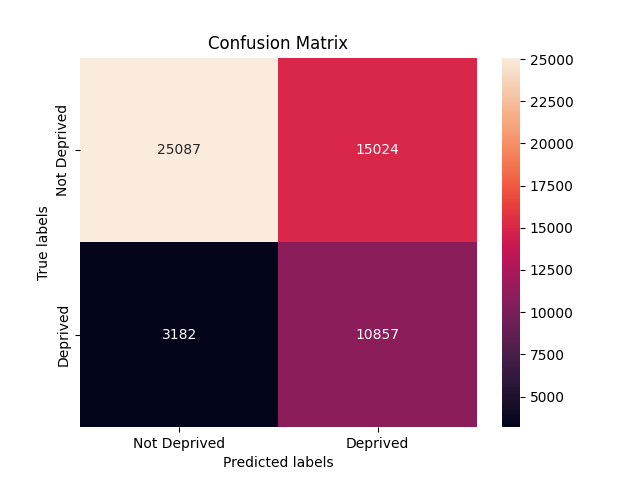 Confusion Matrix
True labels
Not Deprived
Deprived
25087
15024
3182
10857
Not Deprived
Deprived
Predicted labels
25000
22500
20000
17500
15000
12500
10000
7500
5000